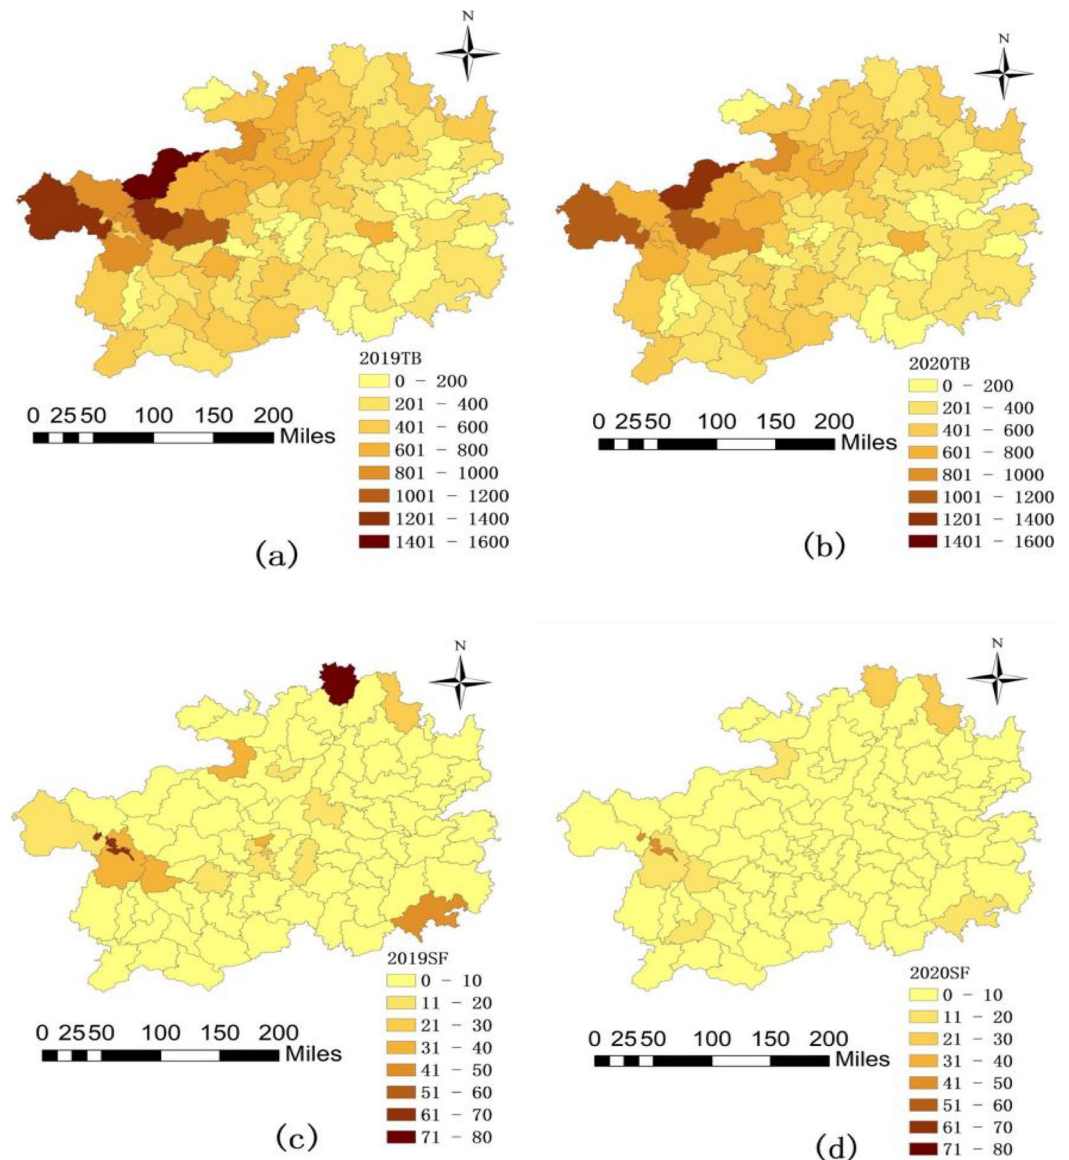 N
2019TB
0 - 200
201 - 400
401 - 600
601 - 800
801 - 1000
1001 - 1200
1201 - 1400
1401 - 1600
0 25 50 100 150 200
Miles
(a)
N
2020TB
0 - 200
201 - 400
401 - 600
601 - 800
801 - 1000
1001 - 1200
1201 - 1400
1401 - 1600
0 25 50 100 150 200
Miles
(b)
N
2019SF
0 - 10
11 - 20
21 - 30
31 - 40
41 - 50
51 - 60
61 - 70
71 - 80
0 25 50 100 150 200
Miles
(c)
N
2020SF
0 - 10
11 - 20
21 - 30
31 - 40
41 - 50
51 - 60
61 - 70
71 - 80
0 25 50 100 150 200
Miles
(d)